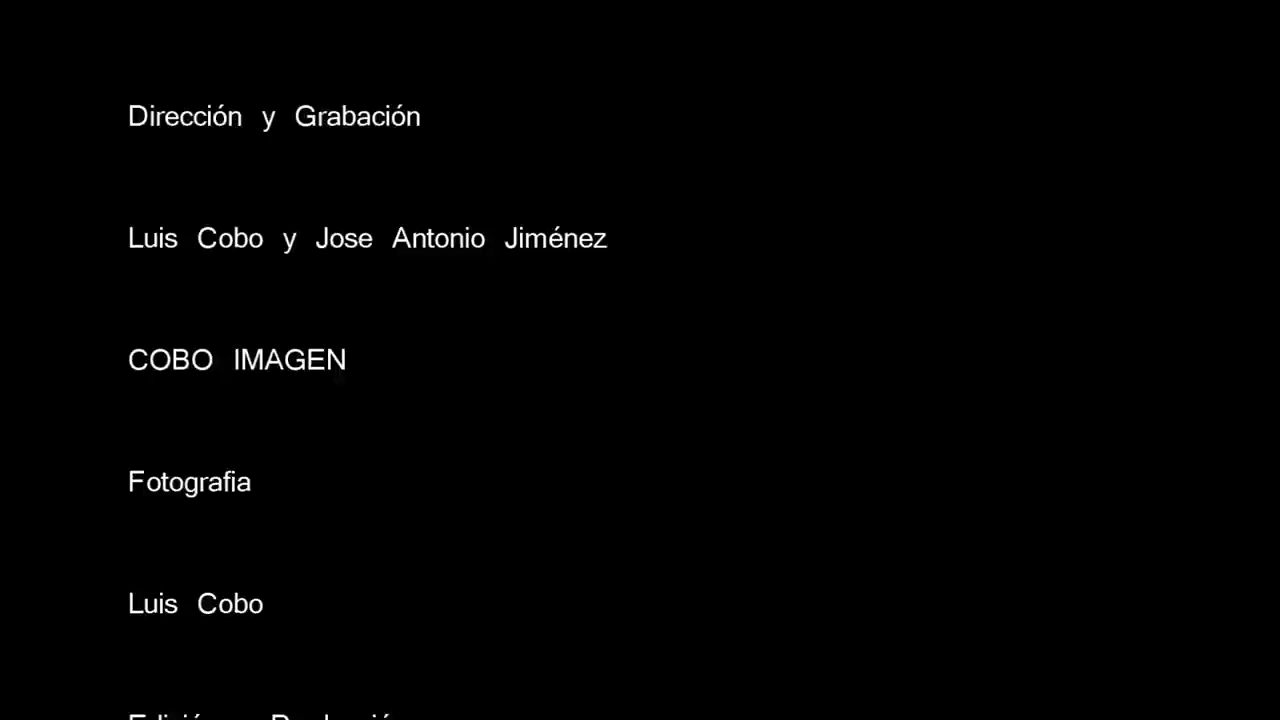 Dirección y Grabación
Luis Cobo y Jose Antonio Jiménez
COBO IMAGEN
Fotografia
Luis Cobo